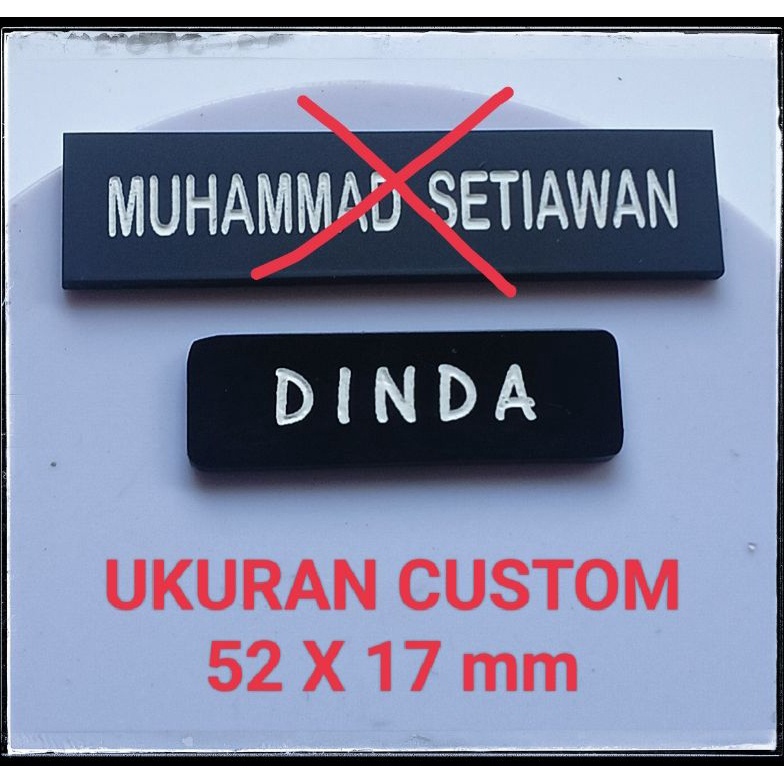 MUHAMMAD SETIAWAN
DINDA
UKURAN CUSTOM
52 X 17 mm